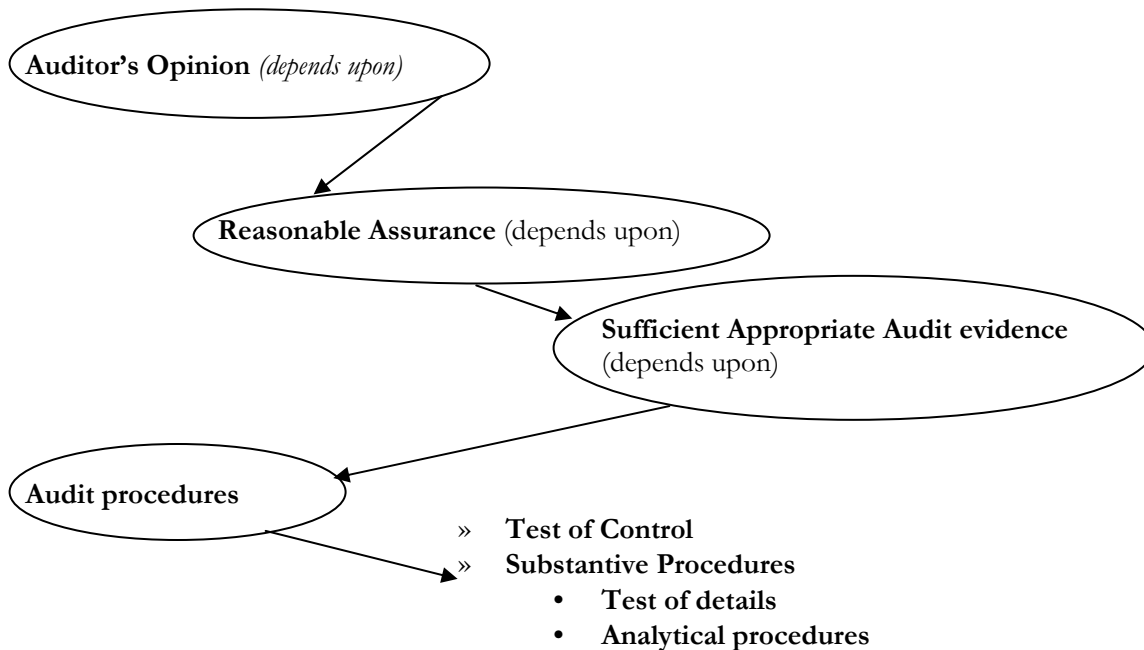 Auditor’s Opinion (depends upon)
Reasonable Assurance (depends upon)
Sufficient Appropriate Audit evidence
(depends upon)
Audit procedures
» Test of Control
» Substantive Procedures
• Test of details
• Analytical procedures